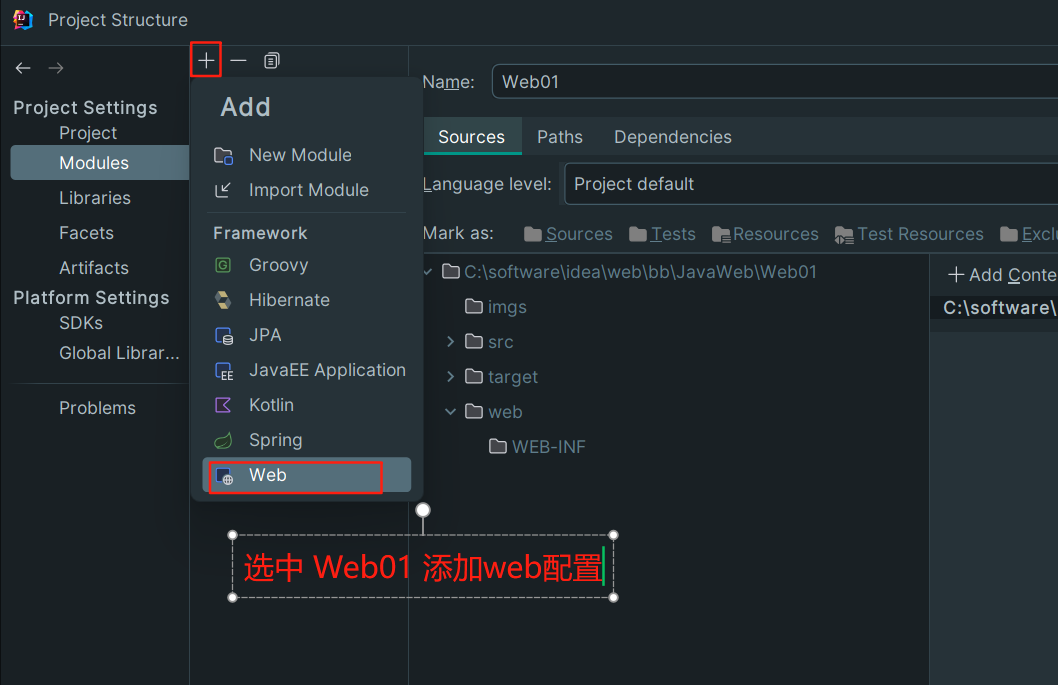 Project Structure
Project Settings
Project
Modules
Libraries
Facets
Artifacts
Platform Settings
SDKs
Global Librar...
Problems
Add
New Module
Import Module
Framework
Groovy
Hibernate
JPA
JavaEE Application
Kotlin
Spring
Web
Name: Web01
Sources Paths Dependencies
Language level: Project default
Mark as: Sources Tests Resources Test Resources Exclu
C:\software\idea\web\bb\JavaWeb\Web01
imgs
src
target
web
WEB-INF
Add Conte
C:\software\
选中 Web01 添加web配置